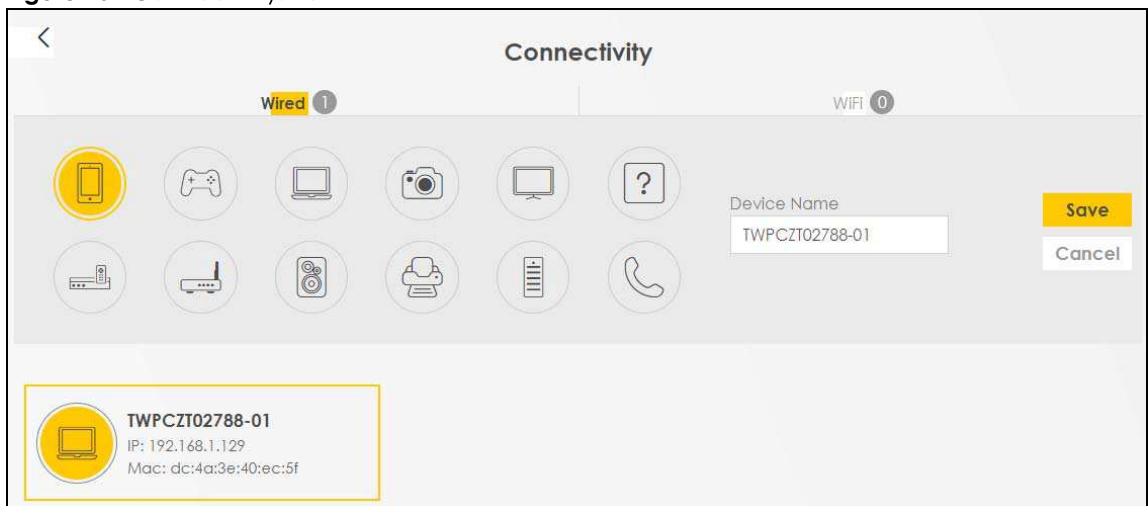 Connectivity
Wired 1
WiFi 0
?
Device Name
TWPCZT02788-01
Save
Cancel
TWPCZT02788-01
IP: 192.168.1.129
Mac: dc:4a:3e:40:ec:5f